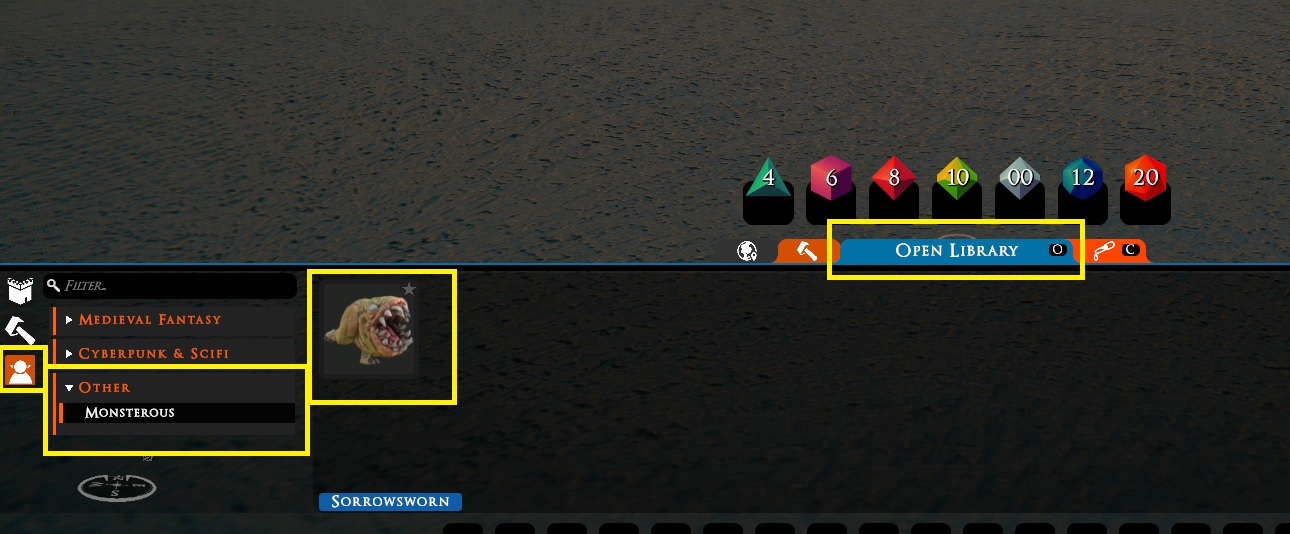 4 6 8 10 00 12 20
Open Library O C
Filter...
Medieval Fantasy
Cyberpunk & Scifi
Other
Monsterous
S
Sorrowsworn